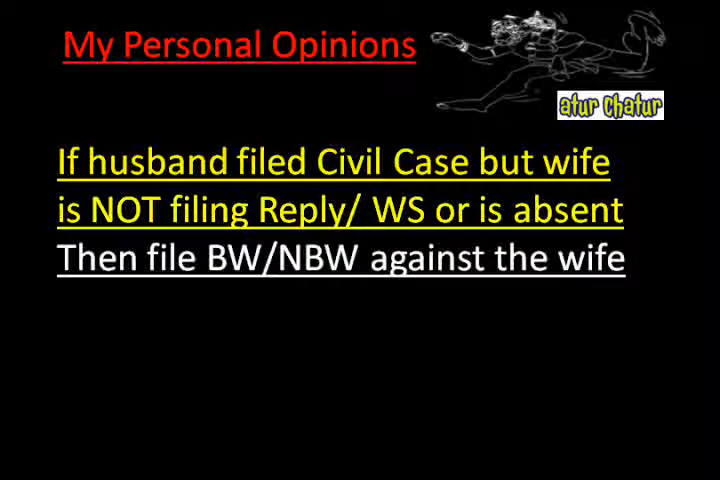 My Personal Opinions
atur chatur
If husband filed Civil Case but wife
is NOT filing Reply/ WS or is absent
Then file BW/NBW against the wife